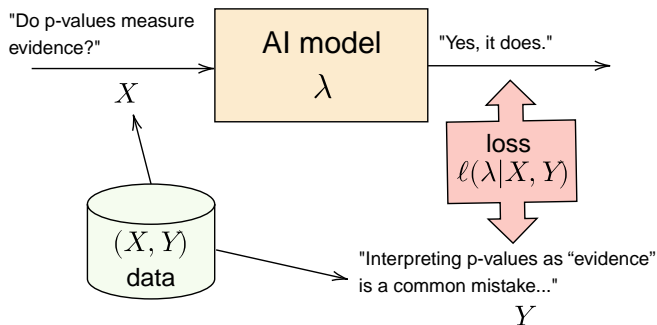 "Do p-values measure
evidence?"
X
AI model
λ
"Yes, it does."
loss
ℓ(λ|X, Y)
(X, Y)
data
"Interpreting p-values as “evidence”
is a common mistake..."
Y